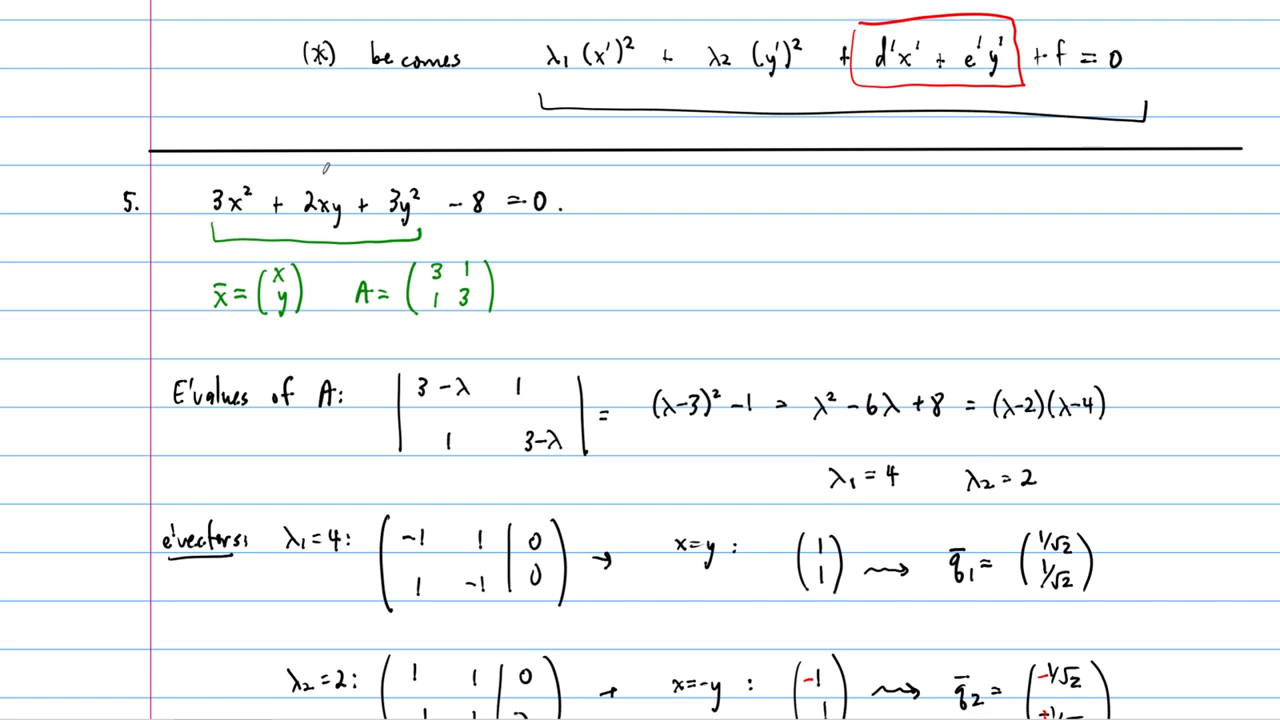 (*) becomes λ₁(x')² + λ₂(y')² + d'x' + e'y' + f = 0
5. 3x² + 2xy + 3y² - 8 = 0.
x̄ = (x y) A = (3 1 1 3)
E'values of A: | 3-λ 1 1 3-λ | = (λ-3)² - 1 = λ² - 6λ + 8 = (λ-2)(λ-4)
λ₁ = 4 λ₂ = 2
e'vectors: λ₁=4: (-1 1 | 0 1 -1 | 0) → x=y : (1 1) ⇝ q̄₁ = (1/√2 1/√2)
λ₂=2: (1 1 | 0 → x=-y : (-1 ⇝ q̄₂ = (-1/√2